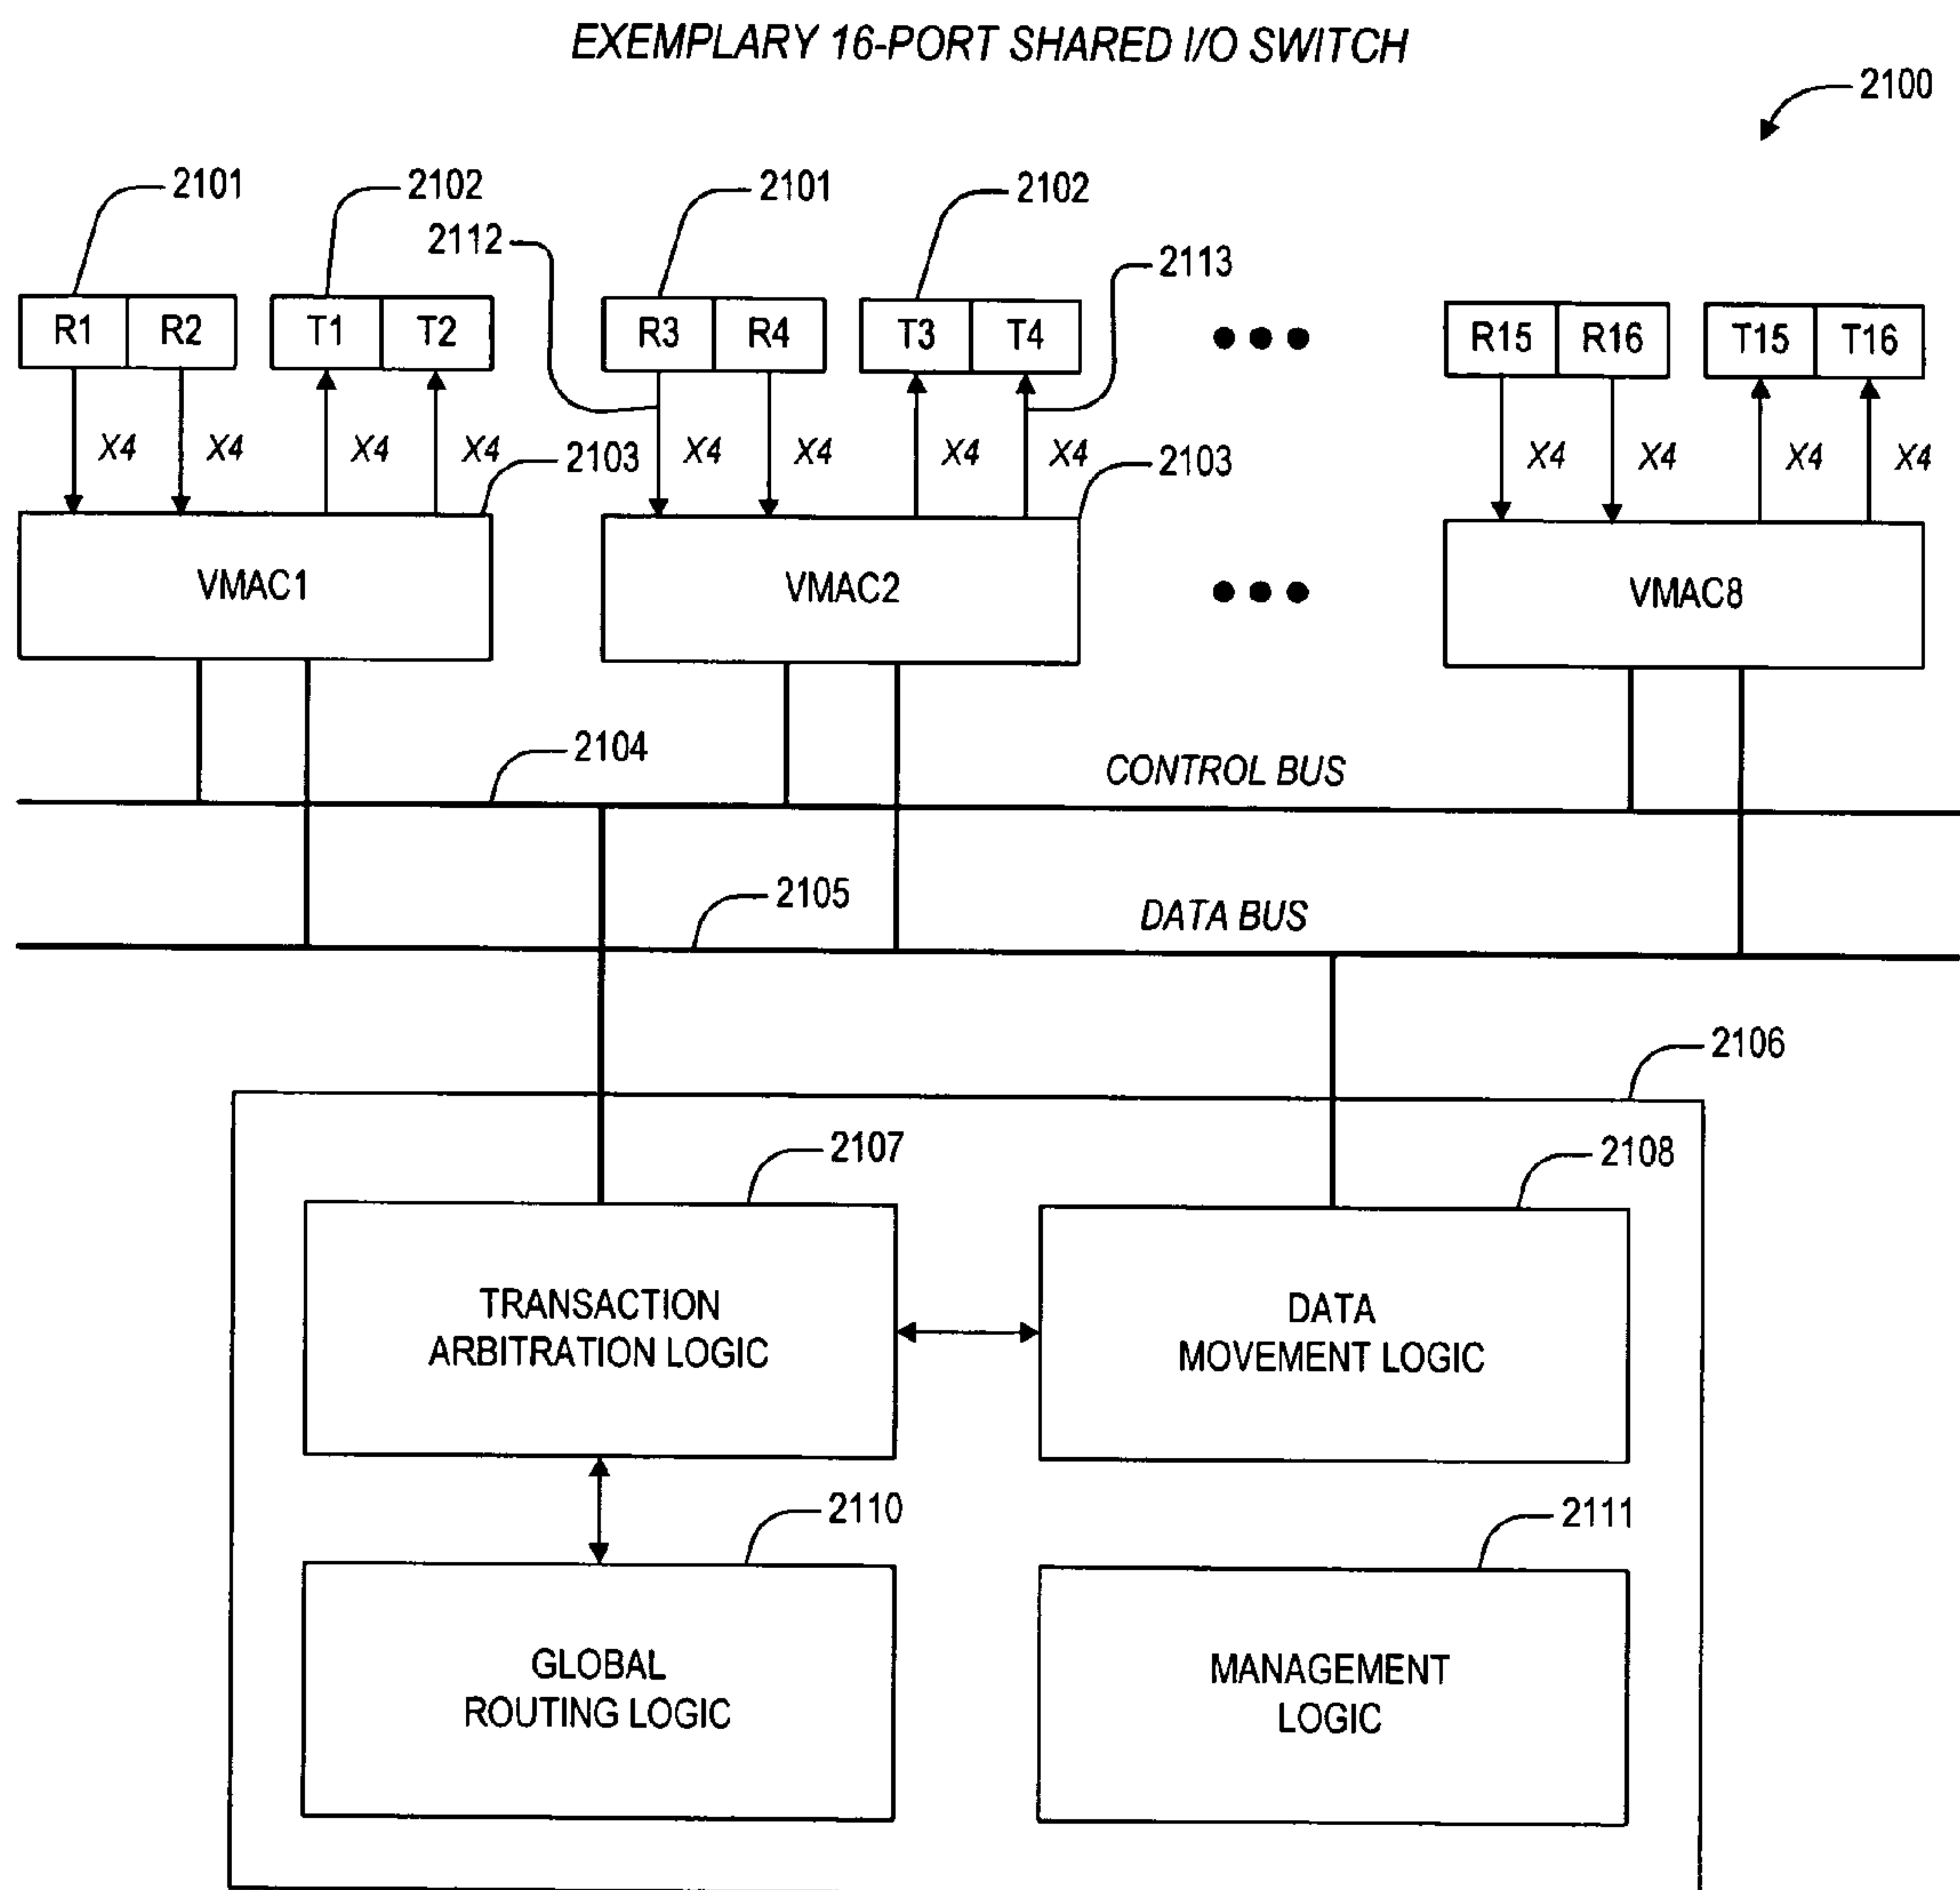 EXEMPLARY 16-PORT SHARED I/O SWITCH
2100
2101
2102
2101
2102
2112
2113
R1 R2 T1 T2 R3 R4 T3 T4 R15 R16 T15 T16
X4 X4 X4 X4 X4 X4 X4 X4 X4 X4 X4 X4
2103
2103
VMAC1 VMAC2 VMAC8
2104
CONTROL BUS
2105
DATA BUS
2106
2107
2108
TRANSACTION
ARBITRATION LOGIC
DATA
MOVEMENT LOGIC
2110
2111
GLOBAL
ROUTING LOGIC
MANAGEMENT
LOGIC